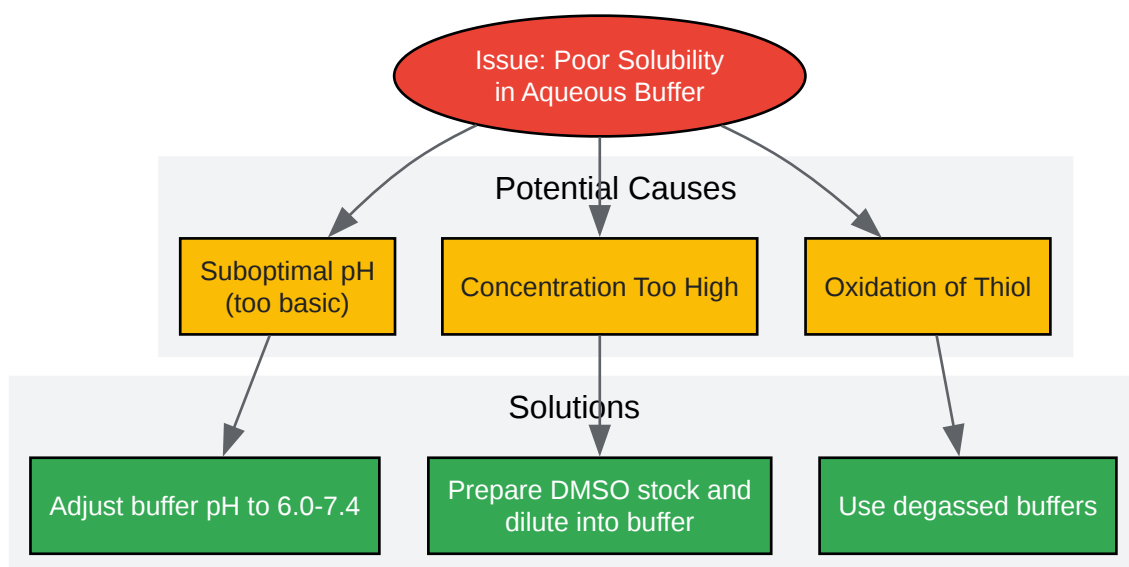 Issue: Poor Solubility
in Aqueous Buffer
Potential Causes
Suboptimal pH
(too basic)
Concentration Too High
Oxidation of Thiol
Solutions
Adjust buffer pH to 6.0-7.4
Prepare DMSO stock and
dilute into buffer
Use degassed buffers